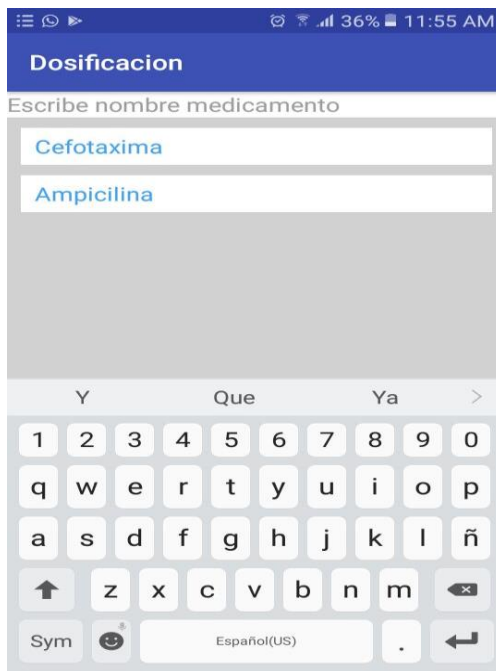 36% 11:55 AM
Dosificacion
Escribe nombre medicamento
Cefotaxima
Ampicilina
Y Que Ya >
1 2 3 4 5 6 7 8 9 0
q w e r t y u i o p
a s d f g h j k l ñ
z x c v b n m
Sym Español(US) .